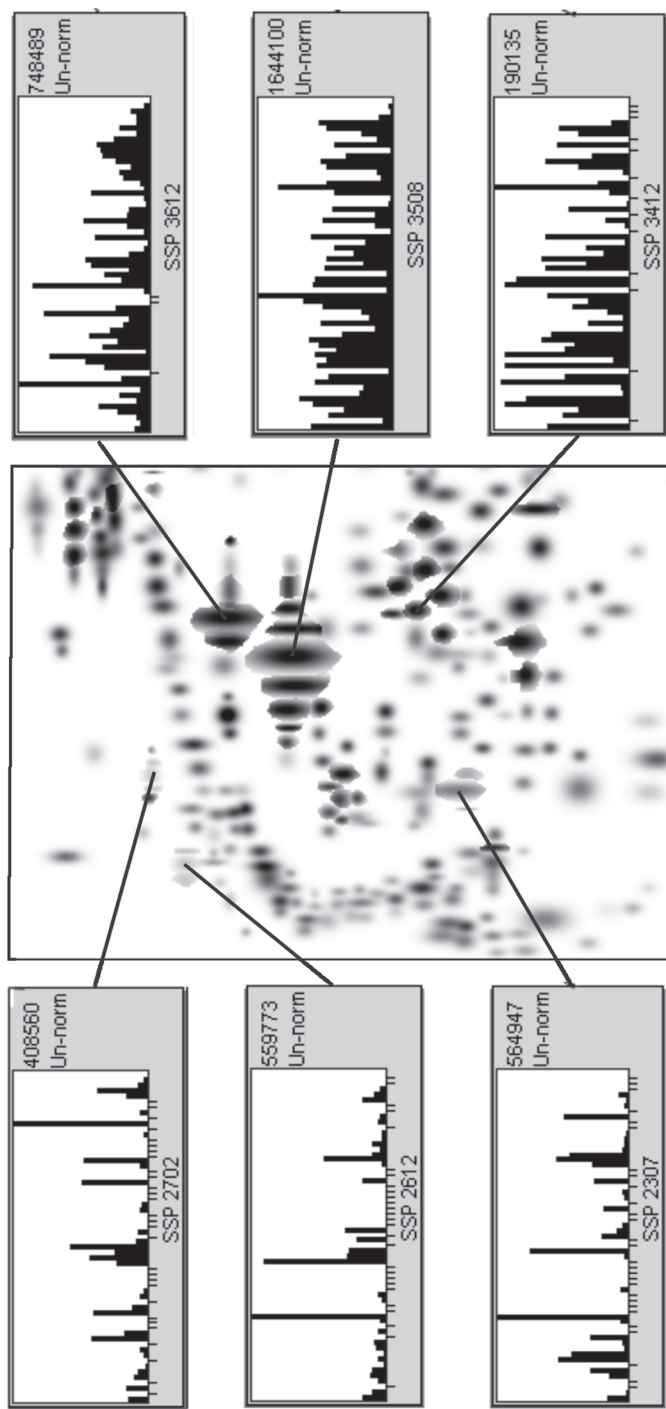 748489
Un-norm
SSP 3612
1644100
Un-norm
SSP 3508
190135
Un-norm
SSP 3412
408560
Un-norm
SSP 2702
559773
Un-norm
SSP 2612
564947
Un-norm
SSP 2307